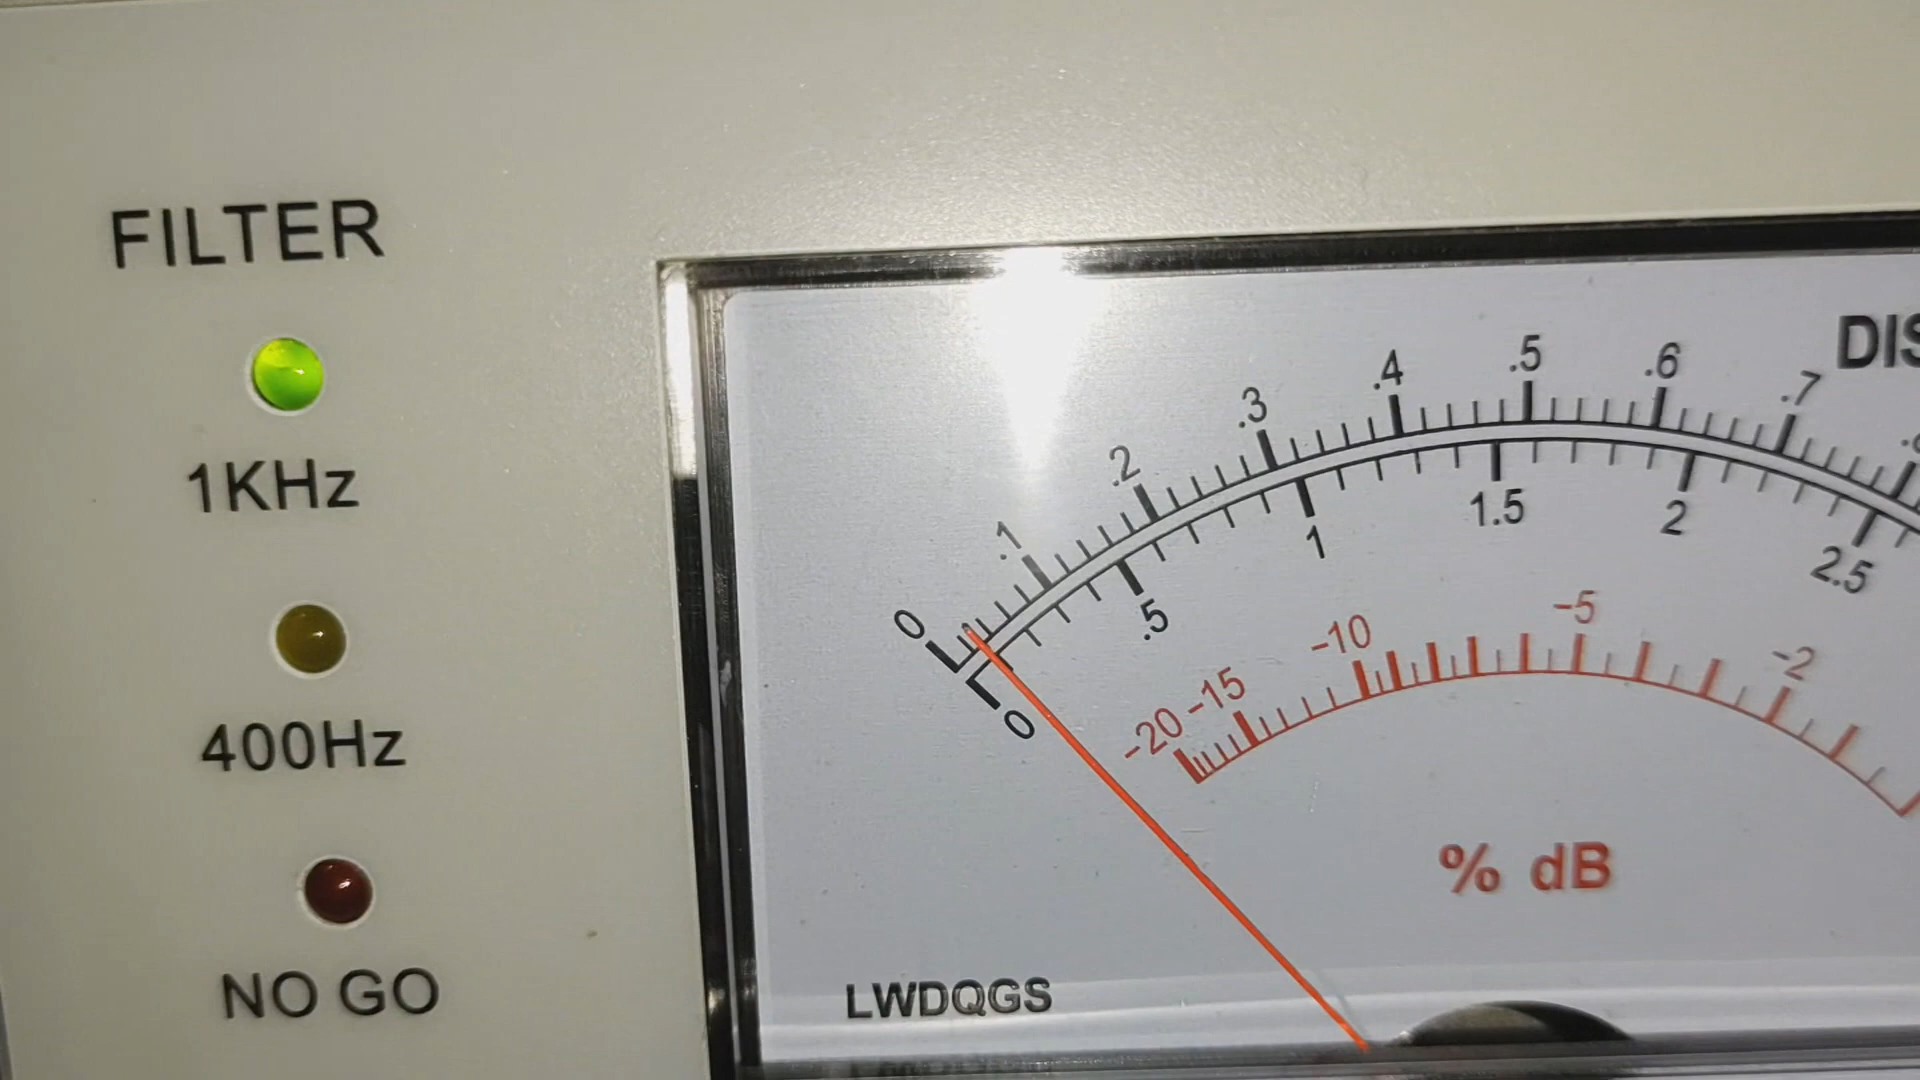 FILTER
1KHz
400Hz
NO GO
DIS
0 .1 .2 .3 .4 .5 .6 .7
0 .5 1 1.5 2 2.5
-20 -15 -10 -5 -2
% dB
LWDQGS